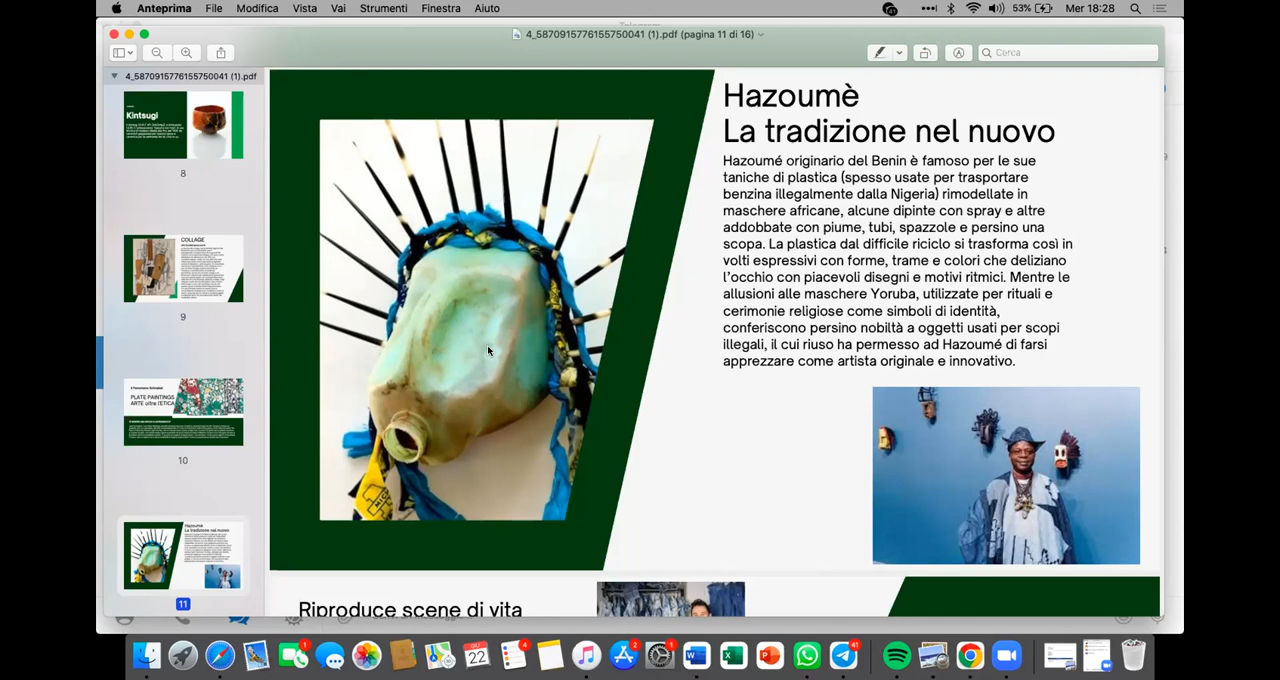 Anteprima File Modifica Vista Vai Strumenti Finestra Aiuto 53% Mer 18:28
4_5870915776155750041 (1).pdf (pagina 11 di 16)
Cerca
4_5870915776155750041 (1).pdf
Kintsugi
8
COLLAGE
9
PLATE PAINTINGS
ARTE oltre l'ETICA
10
Hazoumè
La tradizione nel nuovo
11
Hazoumè
La tradizione nel nuovo
Hazoumé originario del Benin è famoso per le sue
taniche di plastica (spesso usate per trasportare
benzina illegalmente dalla Nigeria) rimodellate in
maschere africane, alcune dipinte con spray e altre
addobbate con piume, tubi, spazzole e persino una
scopa. La plastica dal difficile riciclo si trasforma così in
volti espressivi con forme, trame e colori che deliziano
l'occhio con piacevoli disegni e motivi ritmici. Mentre le
allusioni alle maschere Yoruba, utilizzate per rituali e
cerimonie religiose come simboli di identità,
conferiscono persino nobiltà a oggetti usati per scopi
illegali, il cui riuso ha permesso ad Hazoumé di farsi
apprezzare come artista originale e innovativo.
Riproduce scene di vita